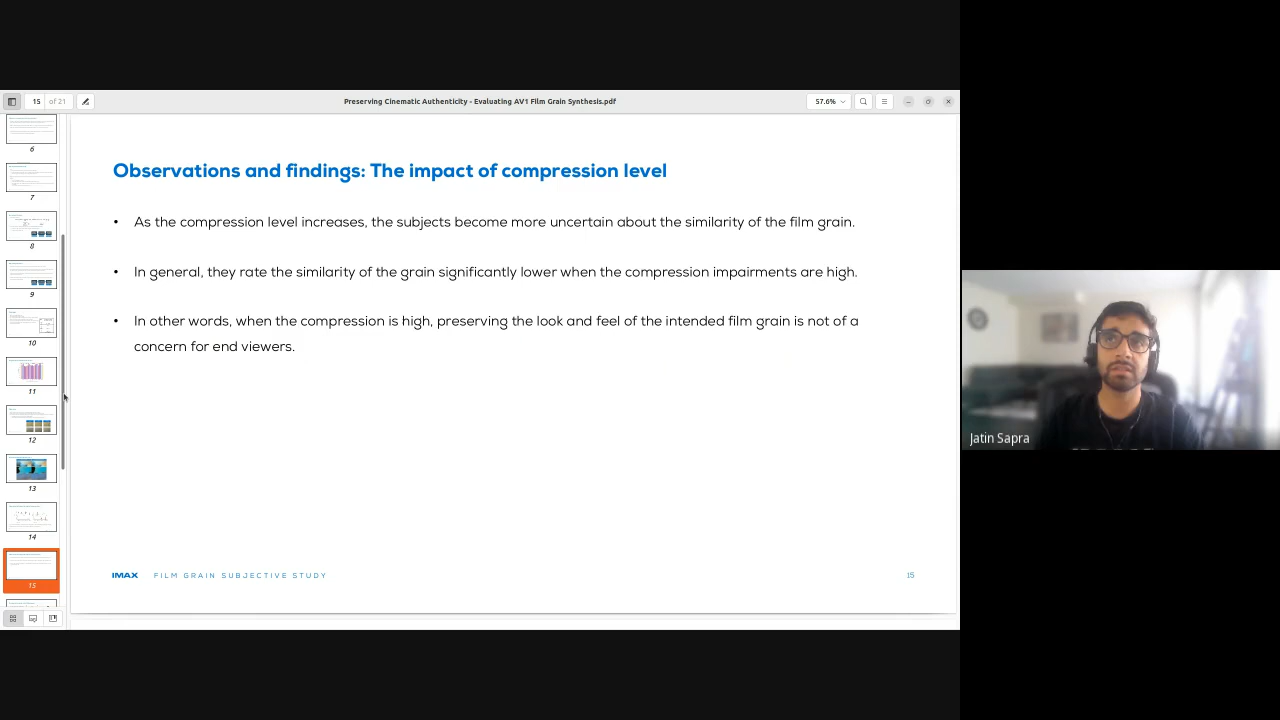 15 of 21
Preserving Cinematic Authenticity - Evaluating AV1 Film Grain Synthesis.pdf
57.6%
6
7
8
9
10
11
12
13
14
15
Observations and findings: The impact of compression level
• As the compression level increases, the subjects become more uncertain about the similarity of the film grain.
• In general, they rate the similarity of the grain significantly lower when the compression impairments are high.
• In other words, when the compression is high, preserving the look and feel of the intended film grain is not of a
concern for end viewers.
IMAX FILM GRAIN SUBJECTIVE STUDY
15
Jatin Sapra